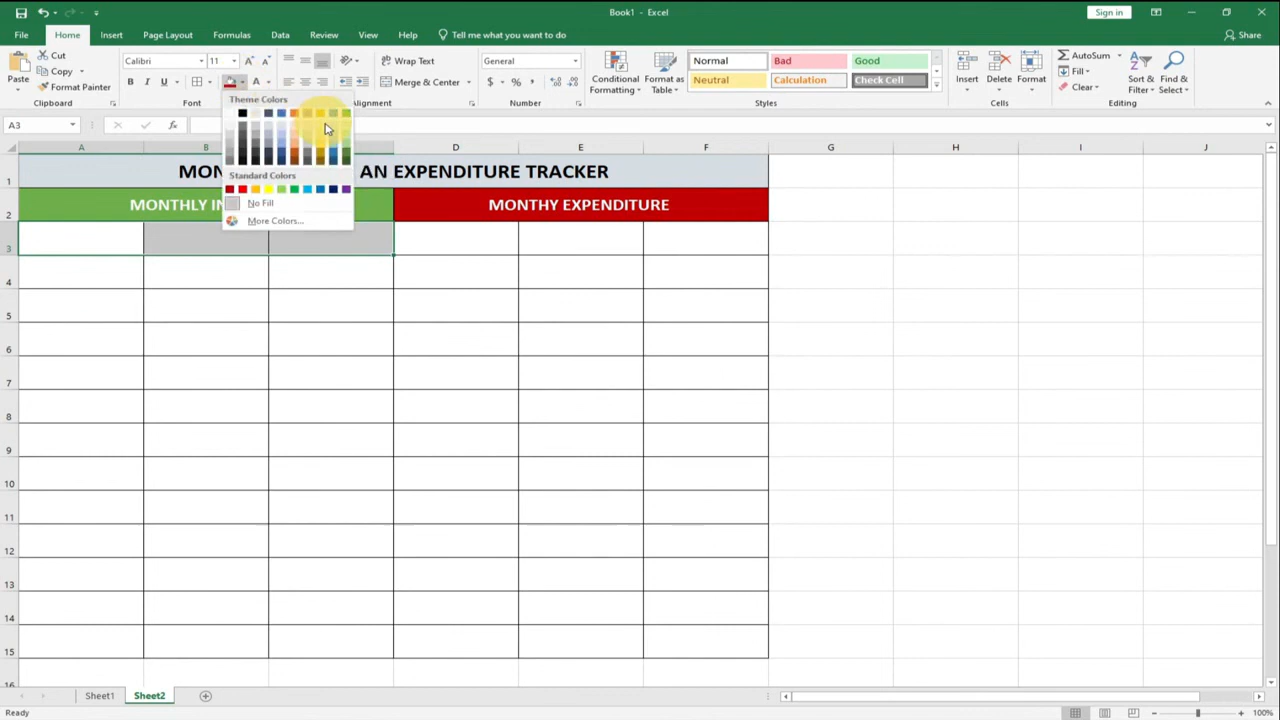 Book1 - Excel
Sign in
File Home Insert Page Layout Formulas Data Review View Help Tell me what you want to do Share
Paste
Cut
Copy
Format Painter
Clipboard
Calibri 11
B I U A
Font
Wrap Text
Merge & Center
Alignment
General
$ % ,
Number
Conditional Formatting
Format as Table
Normal Bad Good
Neutral Calculation Check Cell
Styles
Insert Delete Format
Cells
AutoSum
Fill
Clear
Sort & Select
Find & Select
Editing
A3
fx
Theme Colors
Standard Colors
No Fill
More Colors...
A B D E F G H I J
1 MON AN EXPENDITURE TRACKER
2 MONTHLY IN MONTHY EXPENDITURE
3
4
5
6
7
8
9
10
11
12
13
14
15
16
Sheet1 Sheet2
Ready
100%